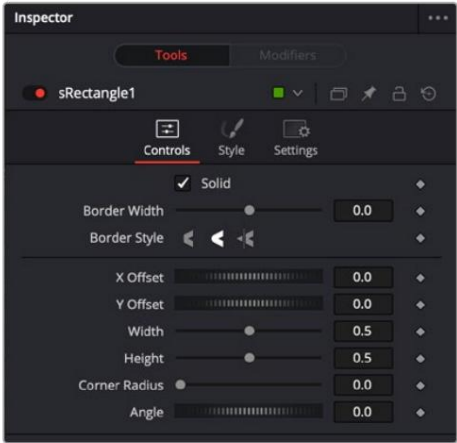 Inspector
Tools Modifiers
sRectangle1
Controls Style Settings
Solid
Border Width 0.0
Border Style
X Offset 0.0
Y Offset 0.0
Width 0.5
Height 0.5
Corner Radius 0.0
Angle 0.0